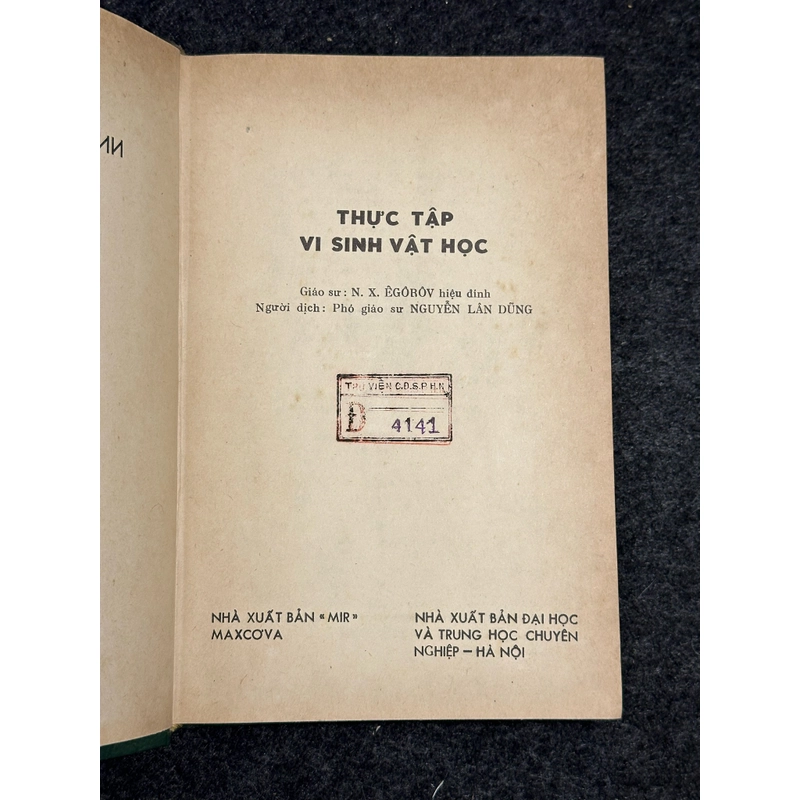 THỰC TẬP
VI SINH VẬT HỌC
Giáo sư: N. X. ÊGÔRÔV hiệu đính
Người dịch: Phó giáo sư NGUYỄN LÂN DŨNG
THƯ VIỆN C.Đ.S.P H.N
Đ 4141
NHÀ XUẤT BẢN «MIR»
MAXCƠVA
NHÀ XUẤT BẢN ĐẠI HỌC
VÀ TRUNG HỌC CHUYÊN
NGHIỆP — HÀ NỘI